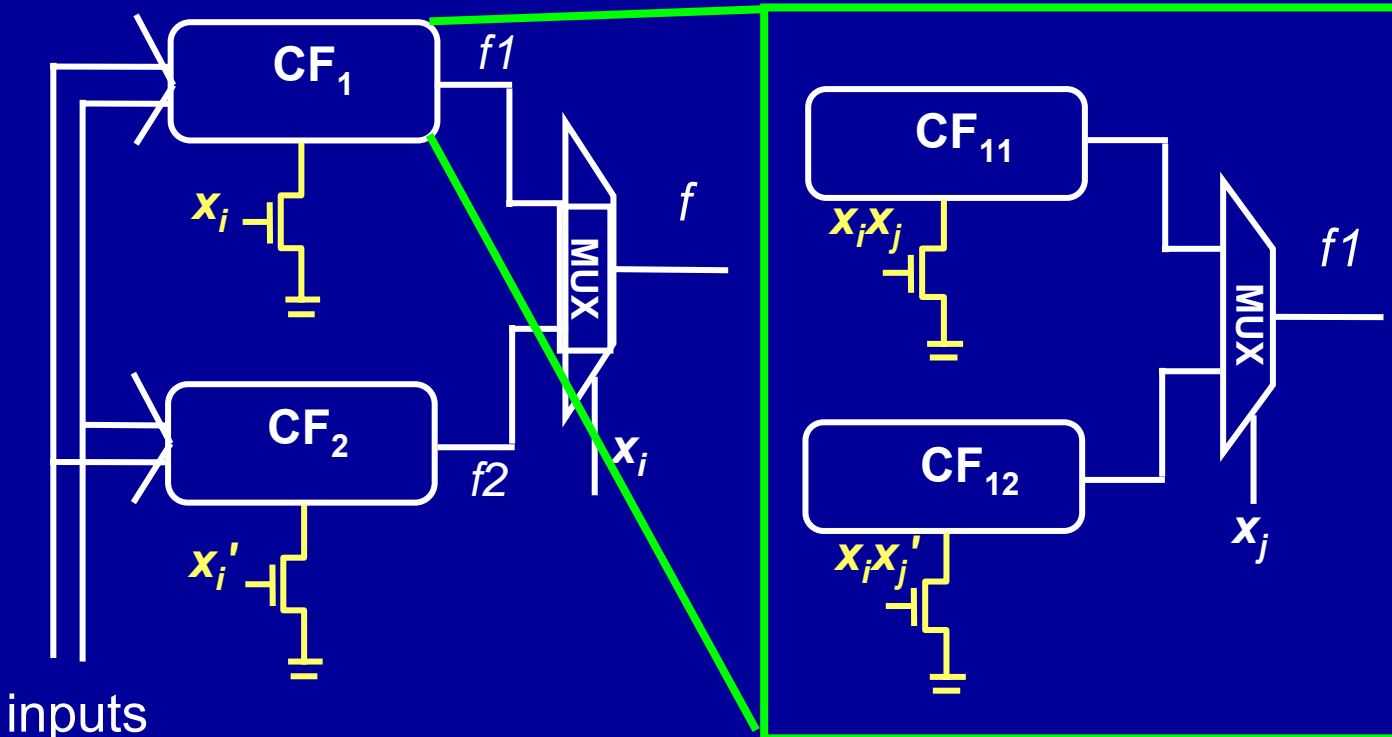 CF₁
f1
xᵢ
MUX
f
CF₂
f2
xᵢ
xᵢ'
inputs
CF₁₁
xᵢxⱼ
MUX
f1
CF₁₂
xᵢxⱼ'
xⱼ